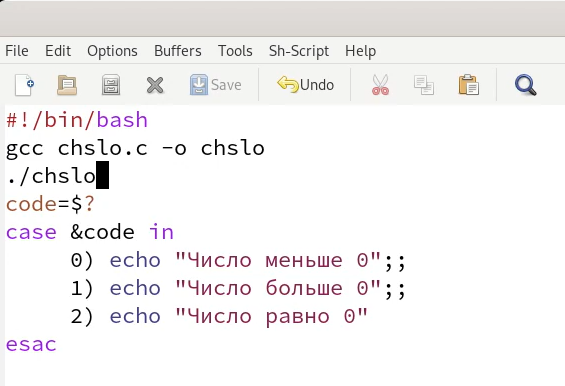 File Edit Options Buffers Tools Sh-Script Help
Save Undo
#!/bin/bash
gcc chslo.c -o chslo
./chslo
code=$?
case &code in
     0) echo "Число меньше 0";;
     1) echo "Число больше 0";;
     2) echo "Число равно 0"
esac